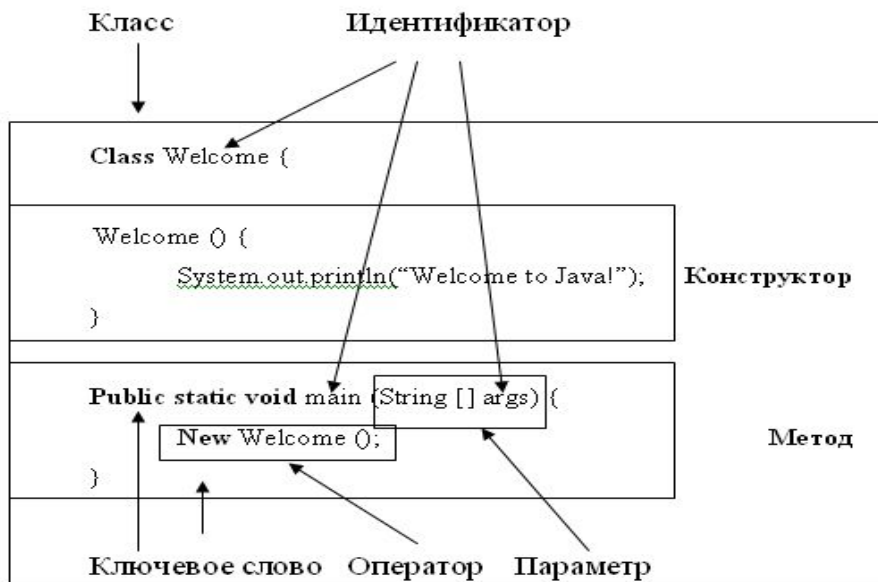 Класс Идентификатор
Class Welcome {
Welcome () {
System.out.println(“Welcome to Java!”);
Конструктор
}
Public static void main (String [] args) {
New Welcome ();
Метод
}
Ключевое слово Оператор Параметр